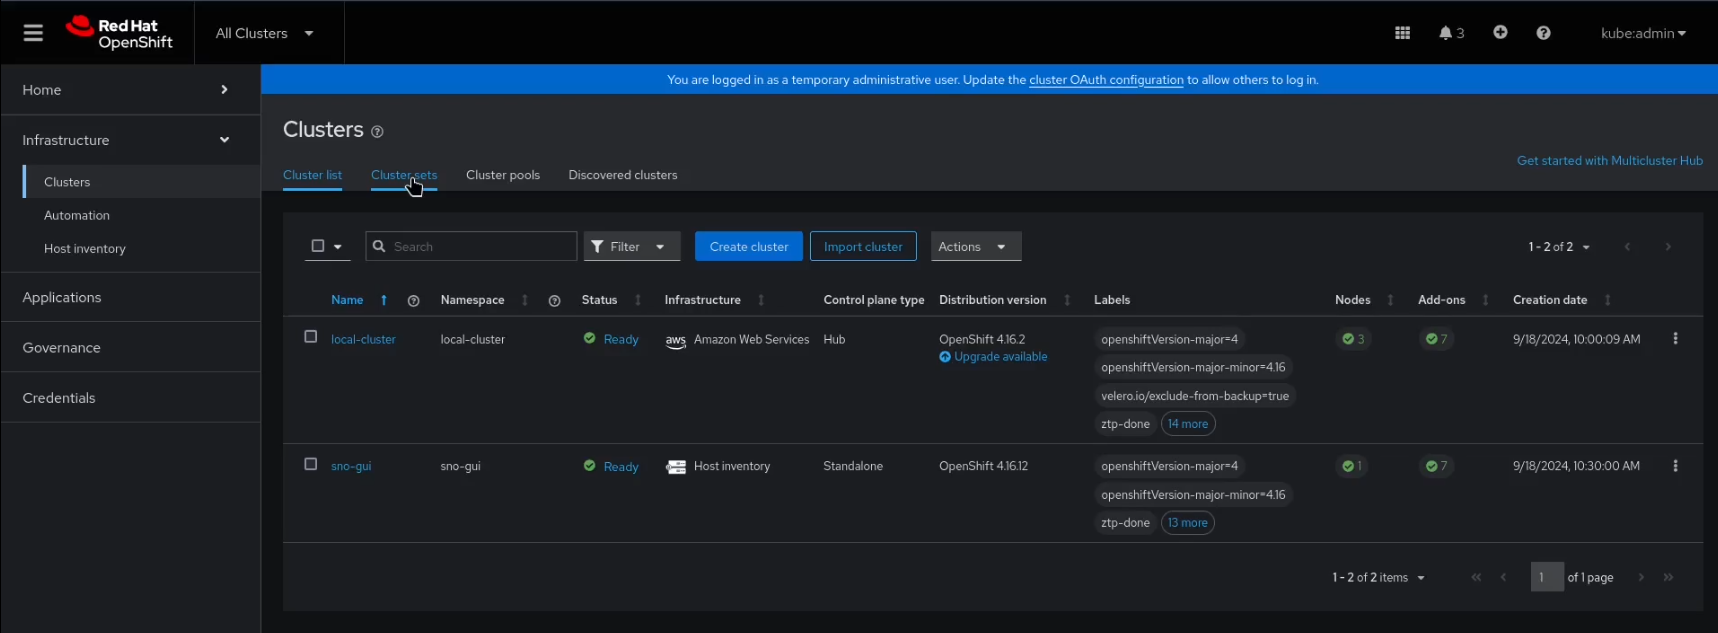 Red Hat
OpenShift
All Clusters
3
kube:admin
You are logged in as a temporary administrative user. Update the cluster OAuth configuration to allow others to log in.
Home
Infrastructure
Clusters
Automation
Host inventory
Applications
Governance
Credentials
Clusters
Get started with Multicluster Hub
Cluster list Cluster sets Cluster pools Discovered clusters
Search Filter Create cluster Import cluster Actions 1 - 2 of 2
Name Namespace Status Infrastructure Control plane type Distribution version Labels Nodes Add-ons Creation date
local-cluster local-cluster Ready aws Amazon Web Services Hub OpenShift 4.16.2 openshiftVersion-major=4 3 7 9/18/2024, 10:00:09 AM
Upgrade available
openshiftVersion-major-minor=4.16
velero.io/exclude-from-backup=true
ztp-done 14 more
sno-gui sno-gui Ready Host inventory Standalone OpenShift 4.16.12 openshiftVersion-major=4 1 7 9/18/2024, 10:30:00 AM
openshiftVersion-major-minor=4.16
ztp-done 13 more
1 - 2 of 2 items 1 of 1 page